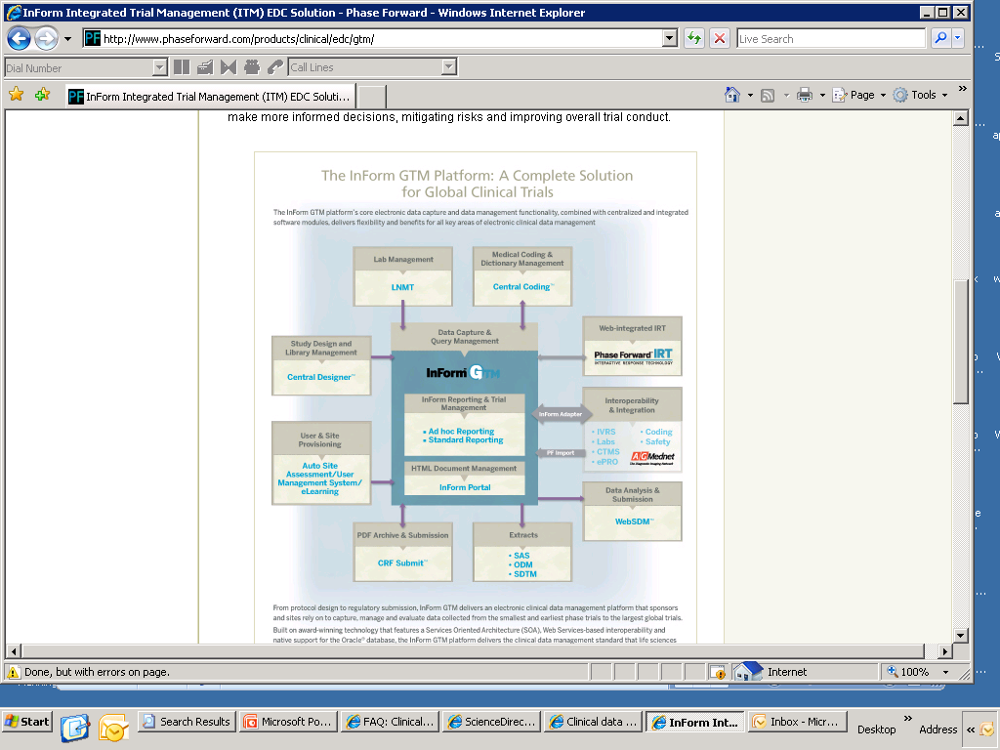 InForm Integrated Trial Management (ITM) EDC Solution - Phase Forward - Windows Internet Explorer
http://www.phaseforward.com/products/clinical/edc/gtm/
Live Search
Dial Number
Call Lines
InForm Integrated Trial Management (ITM) EDC Soluti...
Page
Tools
make more informed decisions, mitigating risks and improving overall trial conduct.
The InForm GTM Platform: A Complete Solution
for Global Clinical Trials
The InForm GTM platform's core electronic data capture and data management functionality, combined with centralized and integrated
software modules, delivers flexibility and benefits for all key areas of electronic clinical data management
Lab Management
LNMT
Medical Coding &
Dictionary Management
Central Coding™
Study Design and
Library Management
Central Designer™
Data Capture &
Query Management
InForm GTM
Web-integrated IRT
Phase Forward IRT
INTERACTIVE RESPONSE TECHNOLOGY
InForm Reporting & Trial
Management
• Ad hoc Reporting
• Standard Reporting
InForm Adapter
PF Import
Interoperability
& Integration
• IVRS
• Labs
• CTMS
• ePRO
• Coding
• Safety
AG Mednet
The Diagnostic Imaging Network
User & Site
Provisioning
Auto Site
Assessment/User
Management System/
eLearning
HTML Document Management
InForm Portal
Data Analysis &
Submission
WebSDM™
PDF Archive & Submission
CRF Submit™
Extracts
• SAS
• ODM
• SDTM
From protocol design to regulatory submission, InForm GTM delivers an electronic clinical data management platform that sponsors
and sites rely on to capture, manage and evaluate data collected from the smallest and earliest phase trials to the largest global trials.
Built on award-winning technology that features a Services Oriented Architecture (SOA), Web Services-based interoperability and
native support for the Oracle® database, the InForm GTM platform delivers the clinical data management standard that life sciences
Done, but with errors on page.
Internet
100%
Start
Search Results
Microsoft Po...
FAQ: Clinical...
ScienceDirec...
Clinical data ...
InForm Int...
Inbox - Micr...
Desktop
Address